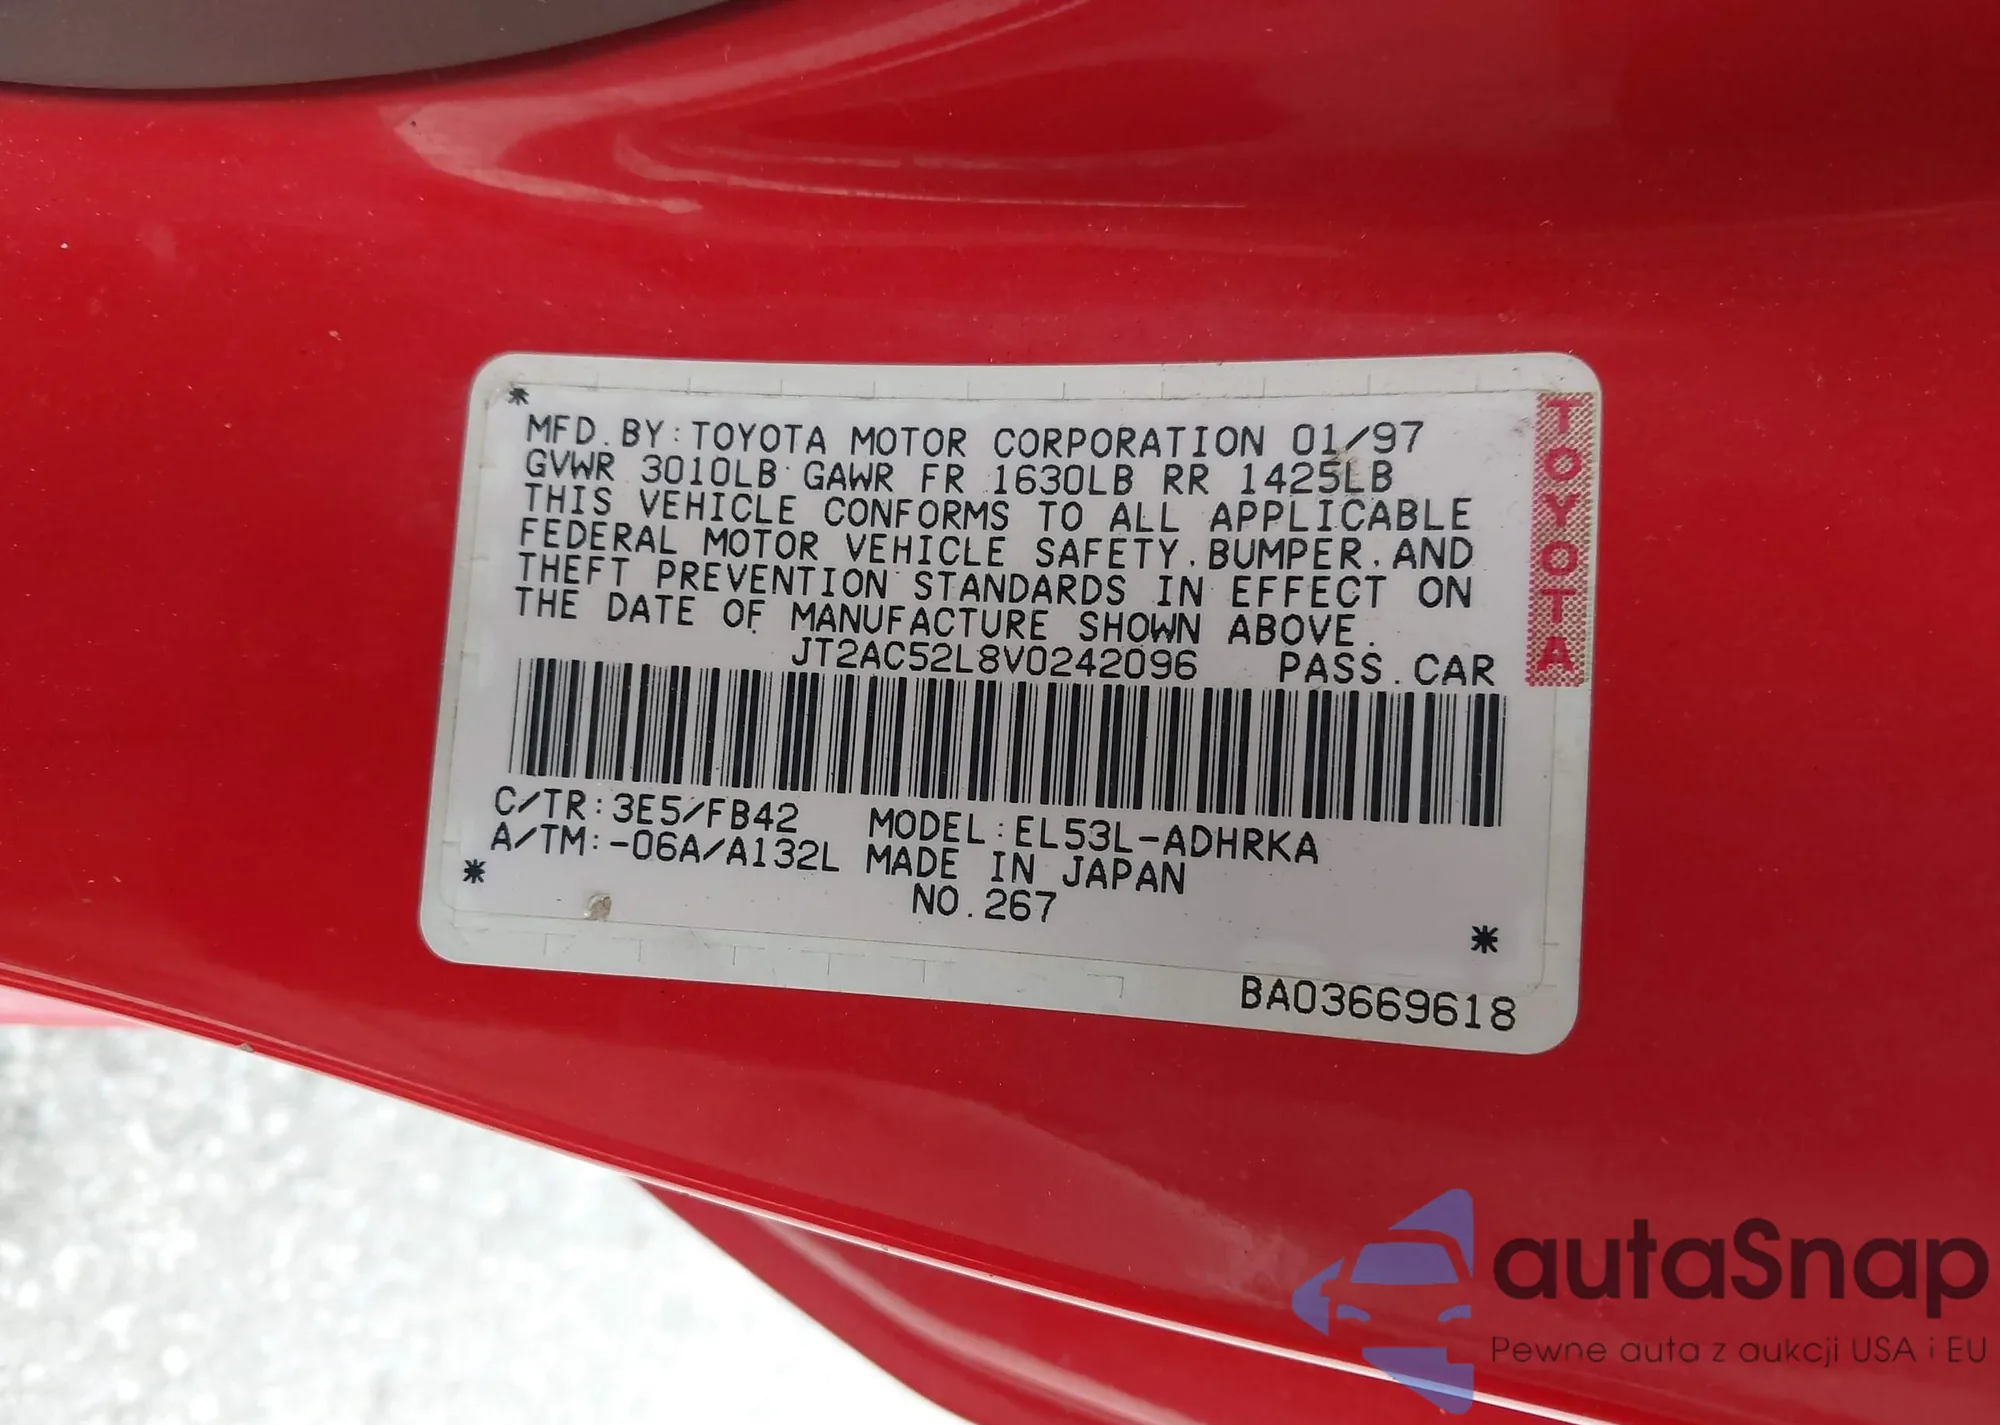 MFD. BY: TOYOTA MOTOR CORPORATION 01/97
GVWR 3010LB GAWR FR 1630LB RR 1425LB
THIS VEHICLE CONFORMS TO ALL APPLICABLE
FEDERAL MOTOR VEHICLE SAFETY, BUMPER, AND
THEFT PREVENTION STANDARDS IN EFFECT ON
THE DATE OF MANUFACTURE SHOWN ABOVE.
JT2AC52L8V0242096 PASS. CAR
C/TR: 3E5/FB42 MODEL: EL53L-ADHRKA
A/TM: -06A/A132L MADE IN JAPAN
NO. 267
BA03669618
TOYOTA
autaSnap
Pewne auta z aukcji USA i EU